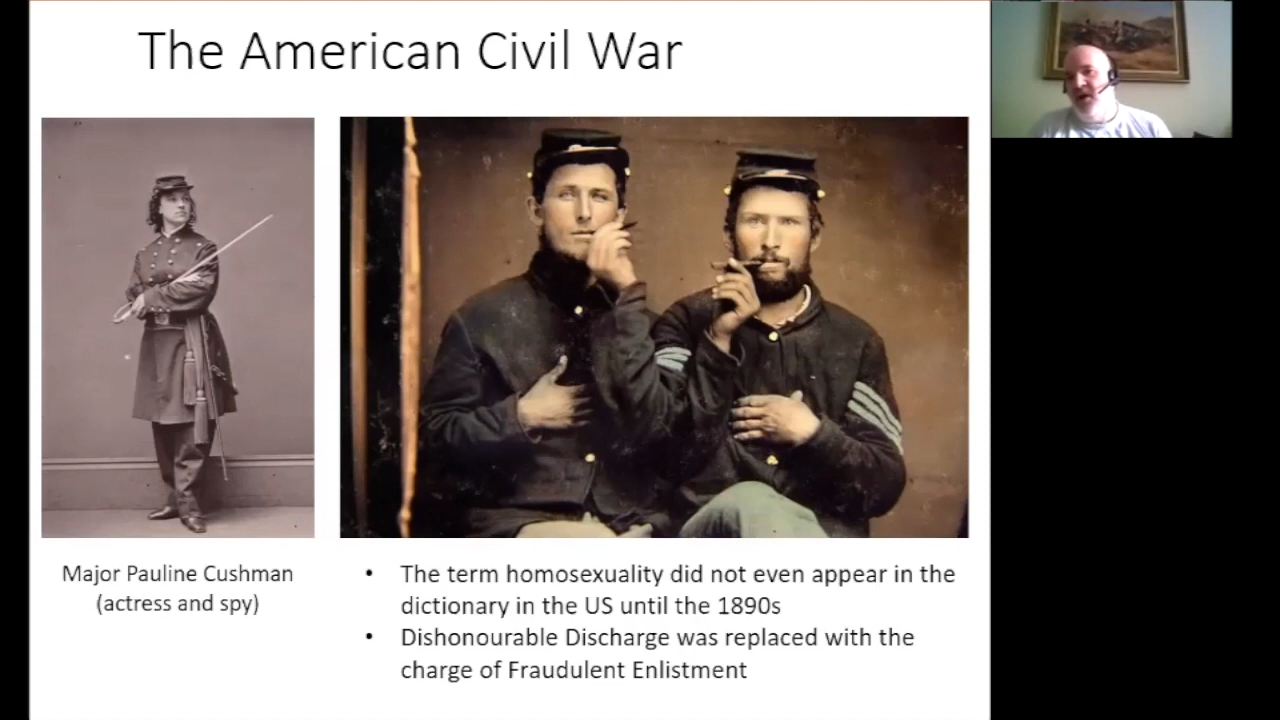 The American Civil War
Major Pauline Cushman
(actress and spy)
• The term homosexuality did not even appear in the
dictionary in the US until the 1890s
• Dishonourable Discharge was replaced with the
charge of Fraudulent Enlistment